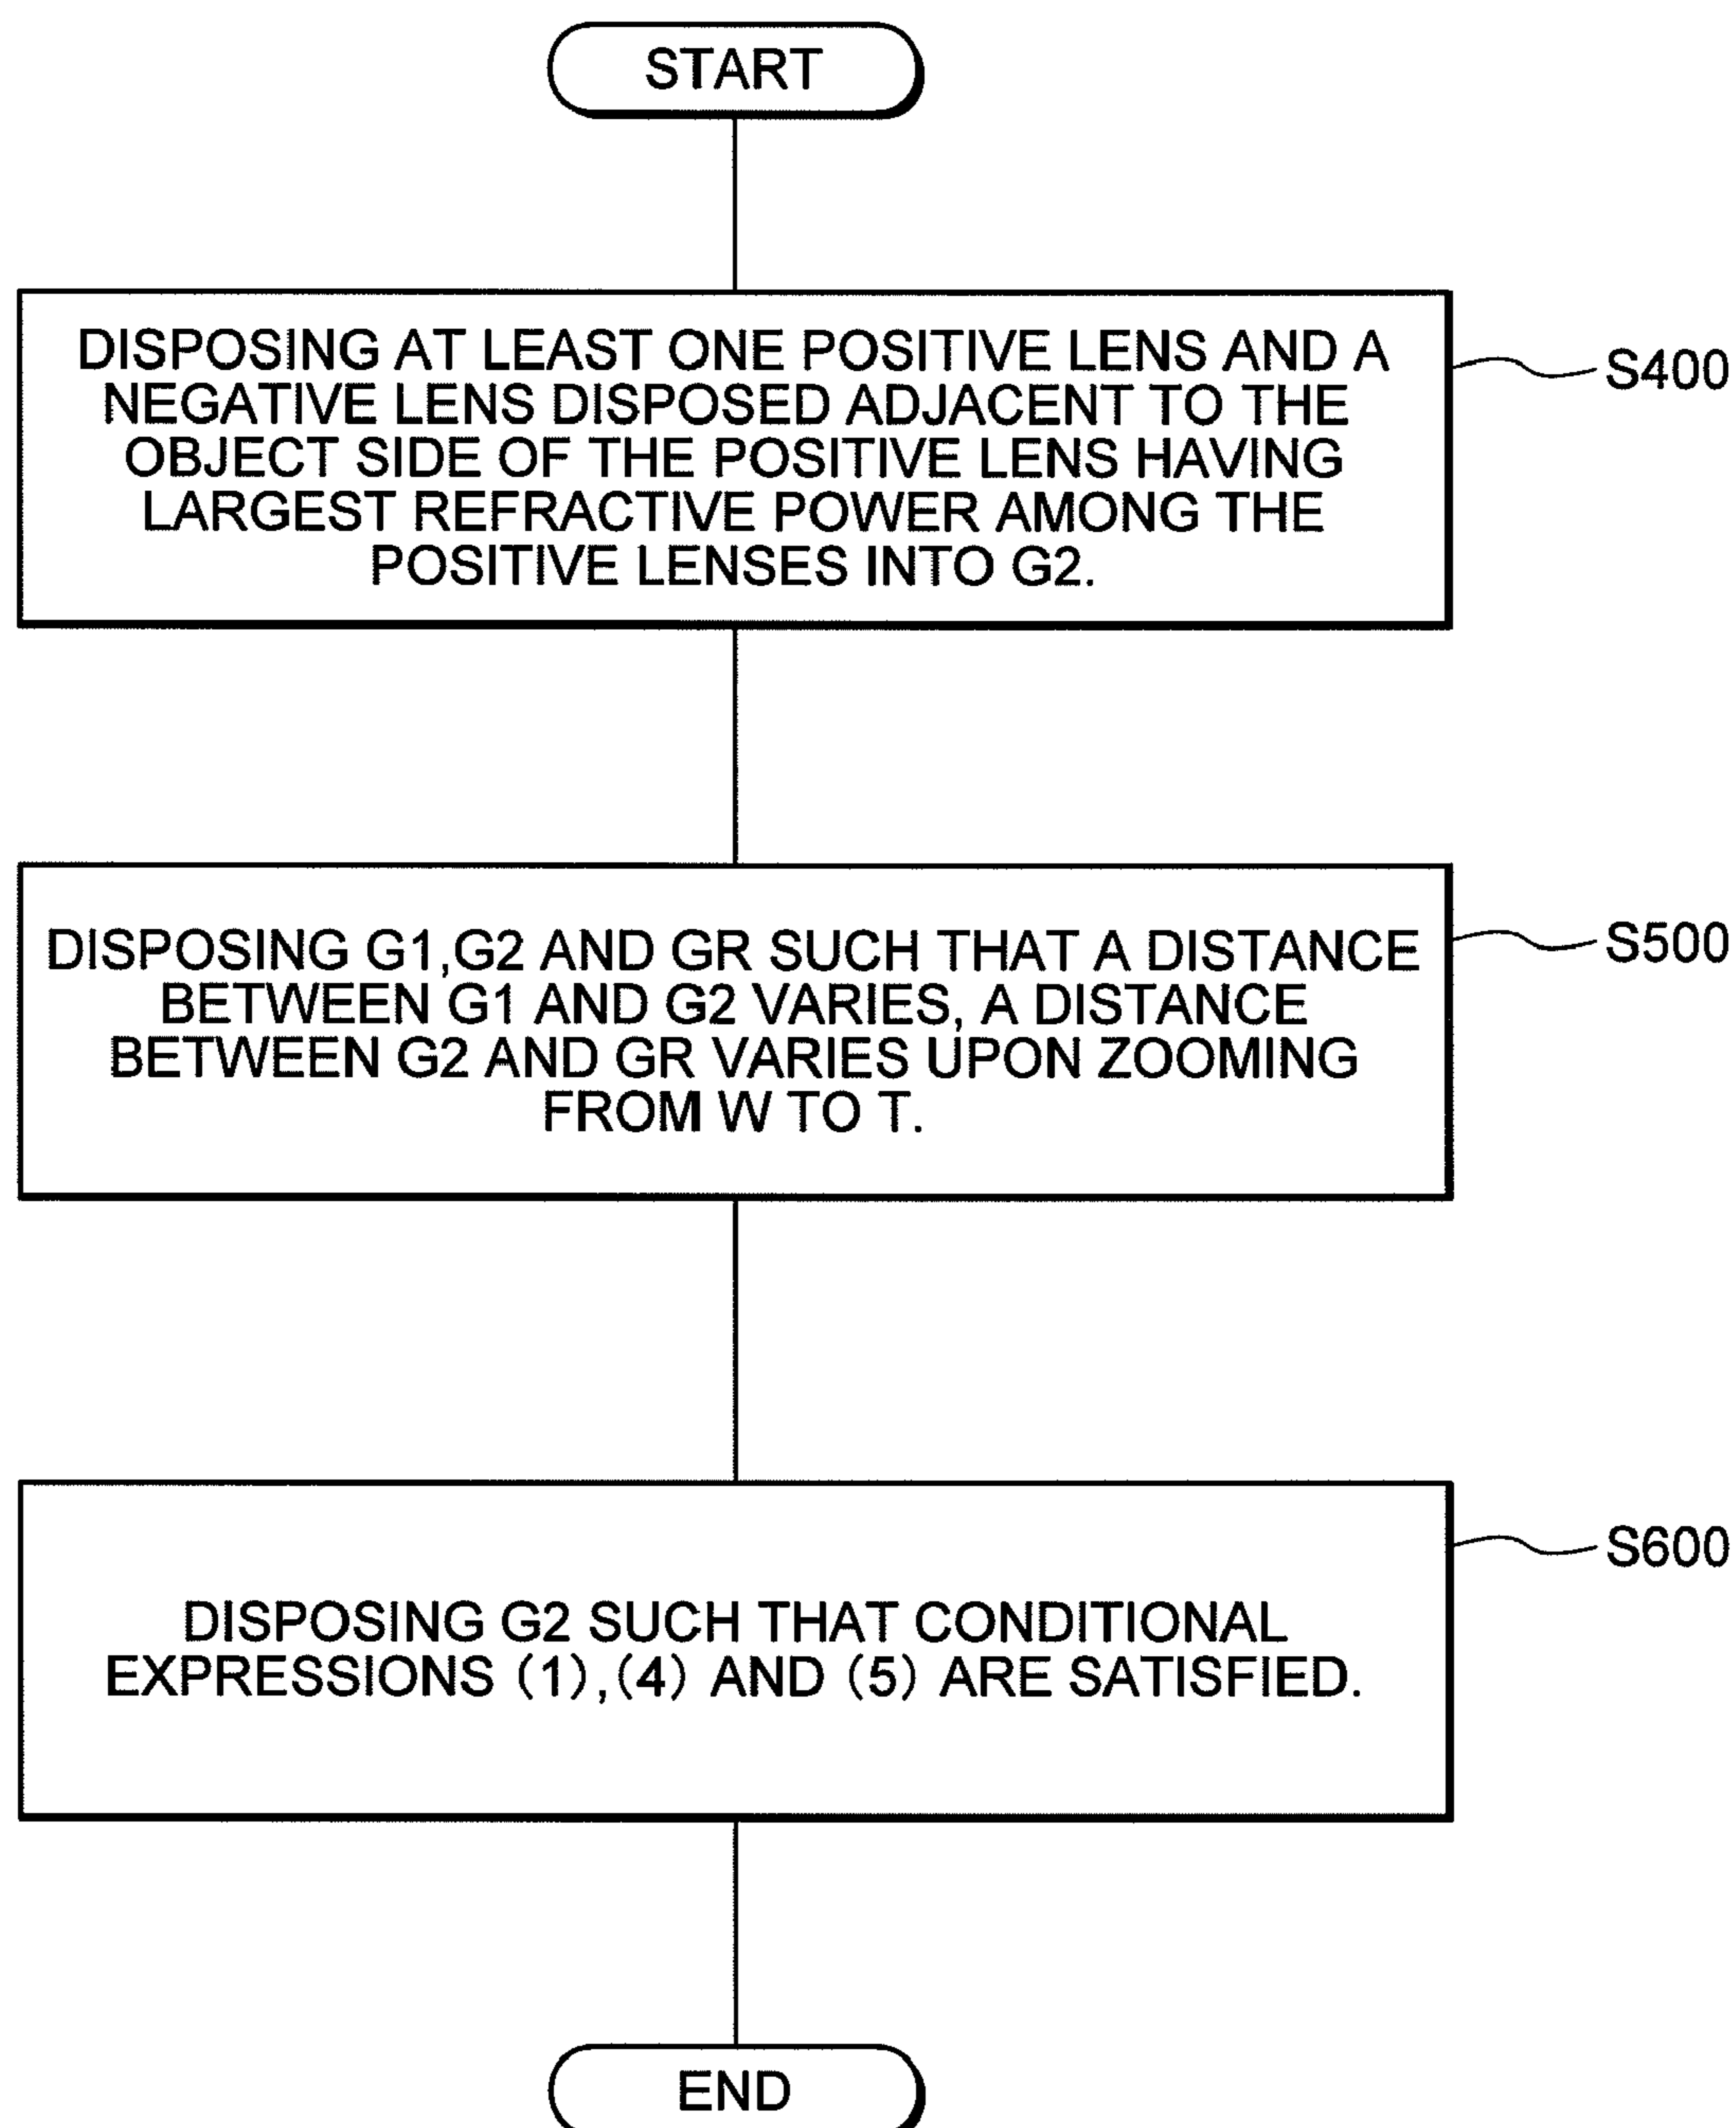 START
DISPOSING AT LEAST ONE POSITIVE LENS AND A
NEGATIVE LENS DISPOSED ADJACENT TO THE
OBJECT SIDE OF THE POSITIVE LENS HAVING
LARGEST REFRACTIVE POWER AMONG THE
POSITIVE LENSES INTO G2.
S400
DISPOSING G1,G2 AND GR SUCH THAT A DISTANCE
BETWEEN G1 AND G2 VARIES, A DISTANCE
BETWEEN G2 AND GR VARIES UPON ZOOMING
FROM W TO T.
S500
DISPOSING G2 SUCH THAT CONDITIONAL
EXPRESSIONS (1),(4) AND (5) ARE SATISFIED.
S600
END